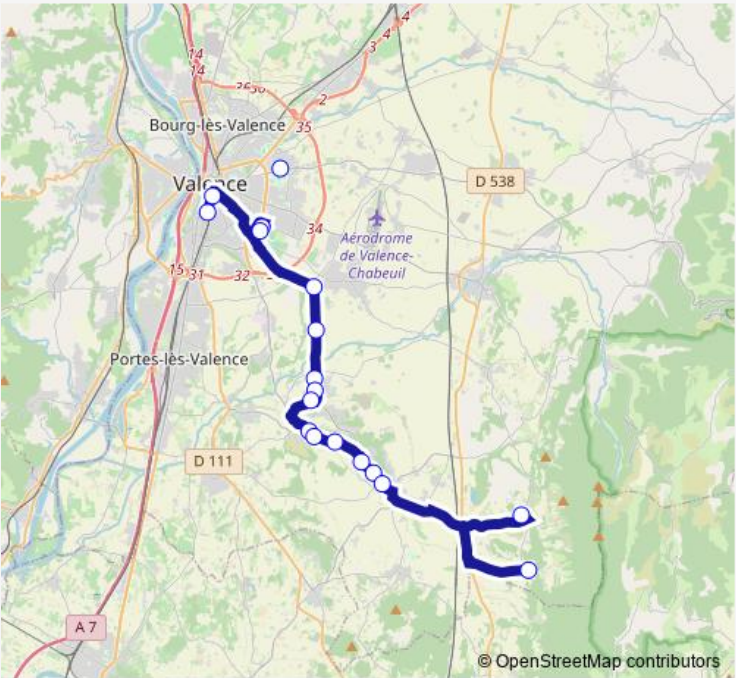 4
3 4
14
14
2
Bourg-lès-Valence
35
Valence
D 538
34
Aérodrome
de Valence-
Chabeuil
15 31 32
Portes-lès-Valence
D 111
A 7
© OpenStreetMap contributors